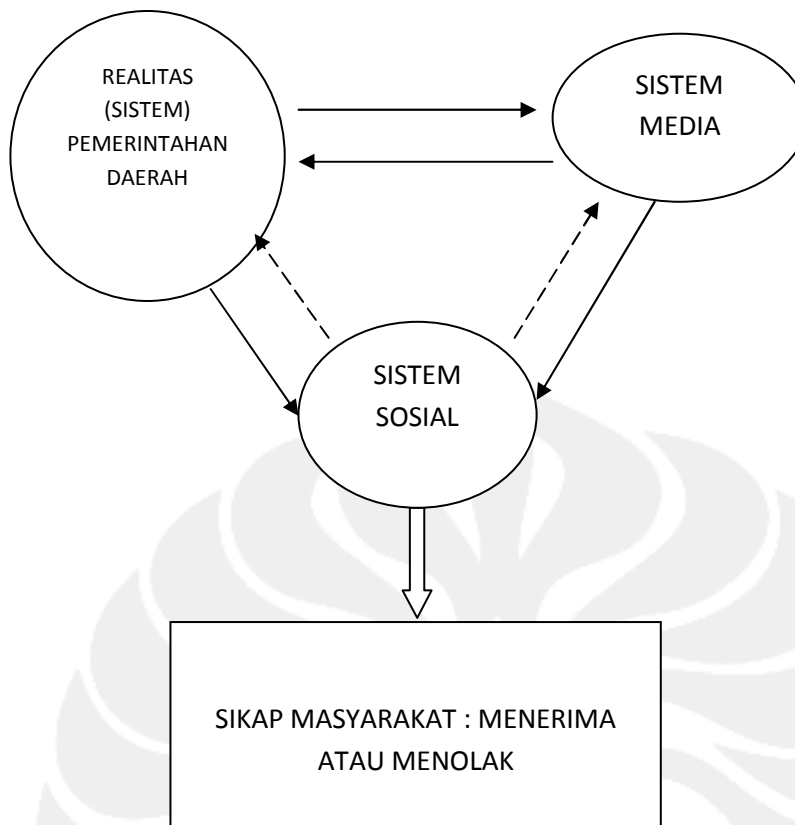 REALITAS
(SISTEM)
PEMERINTAHAN
DAERAH
SISTEM
MEDIA
SISTEM
SOSIAL
SIKAP MASYARAKAT : MENERIMA
ATAU MENOLAK